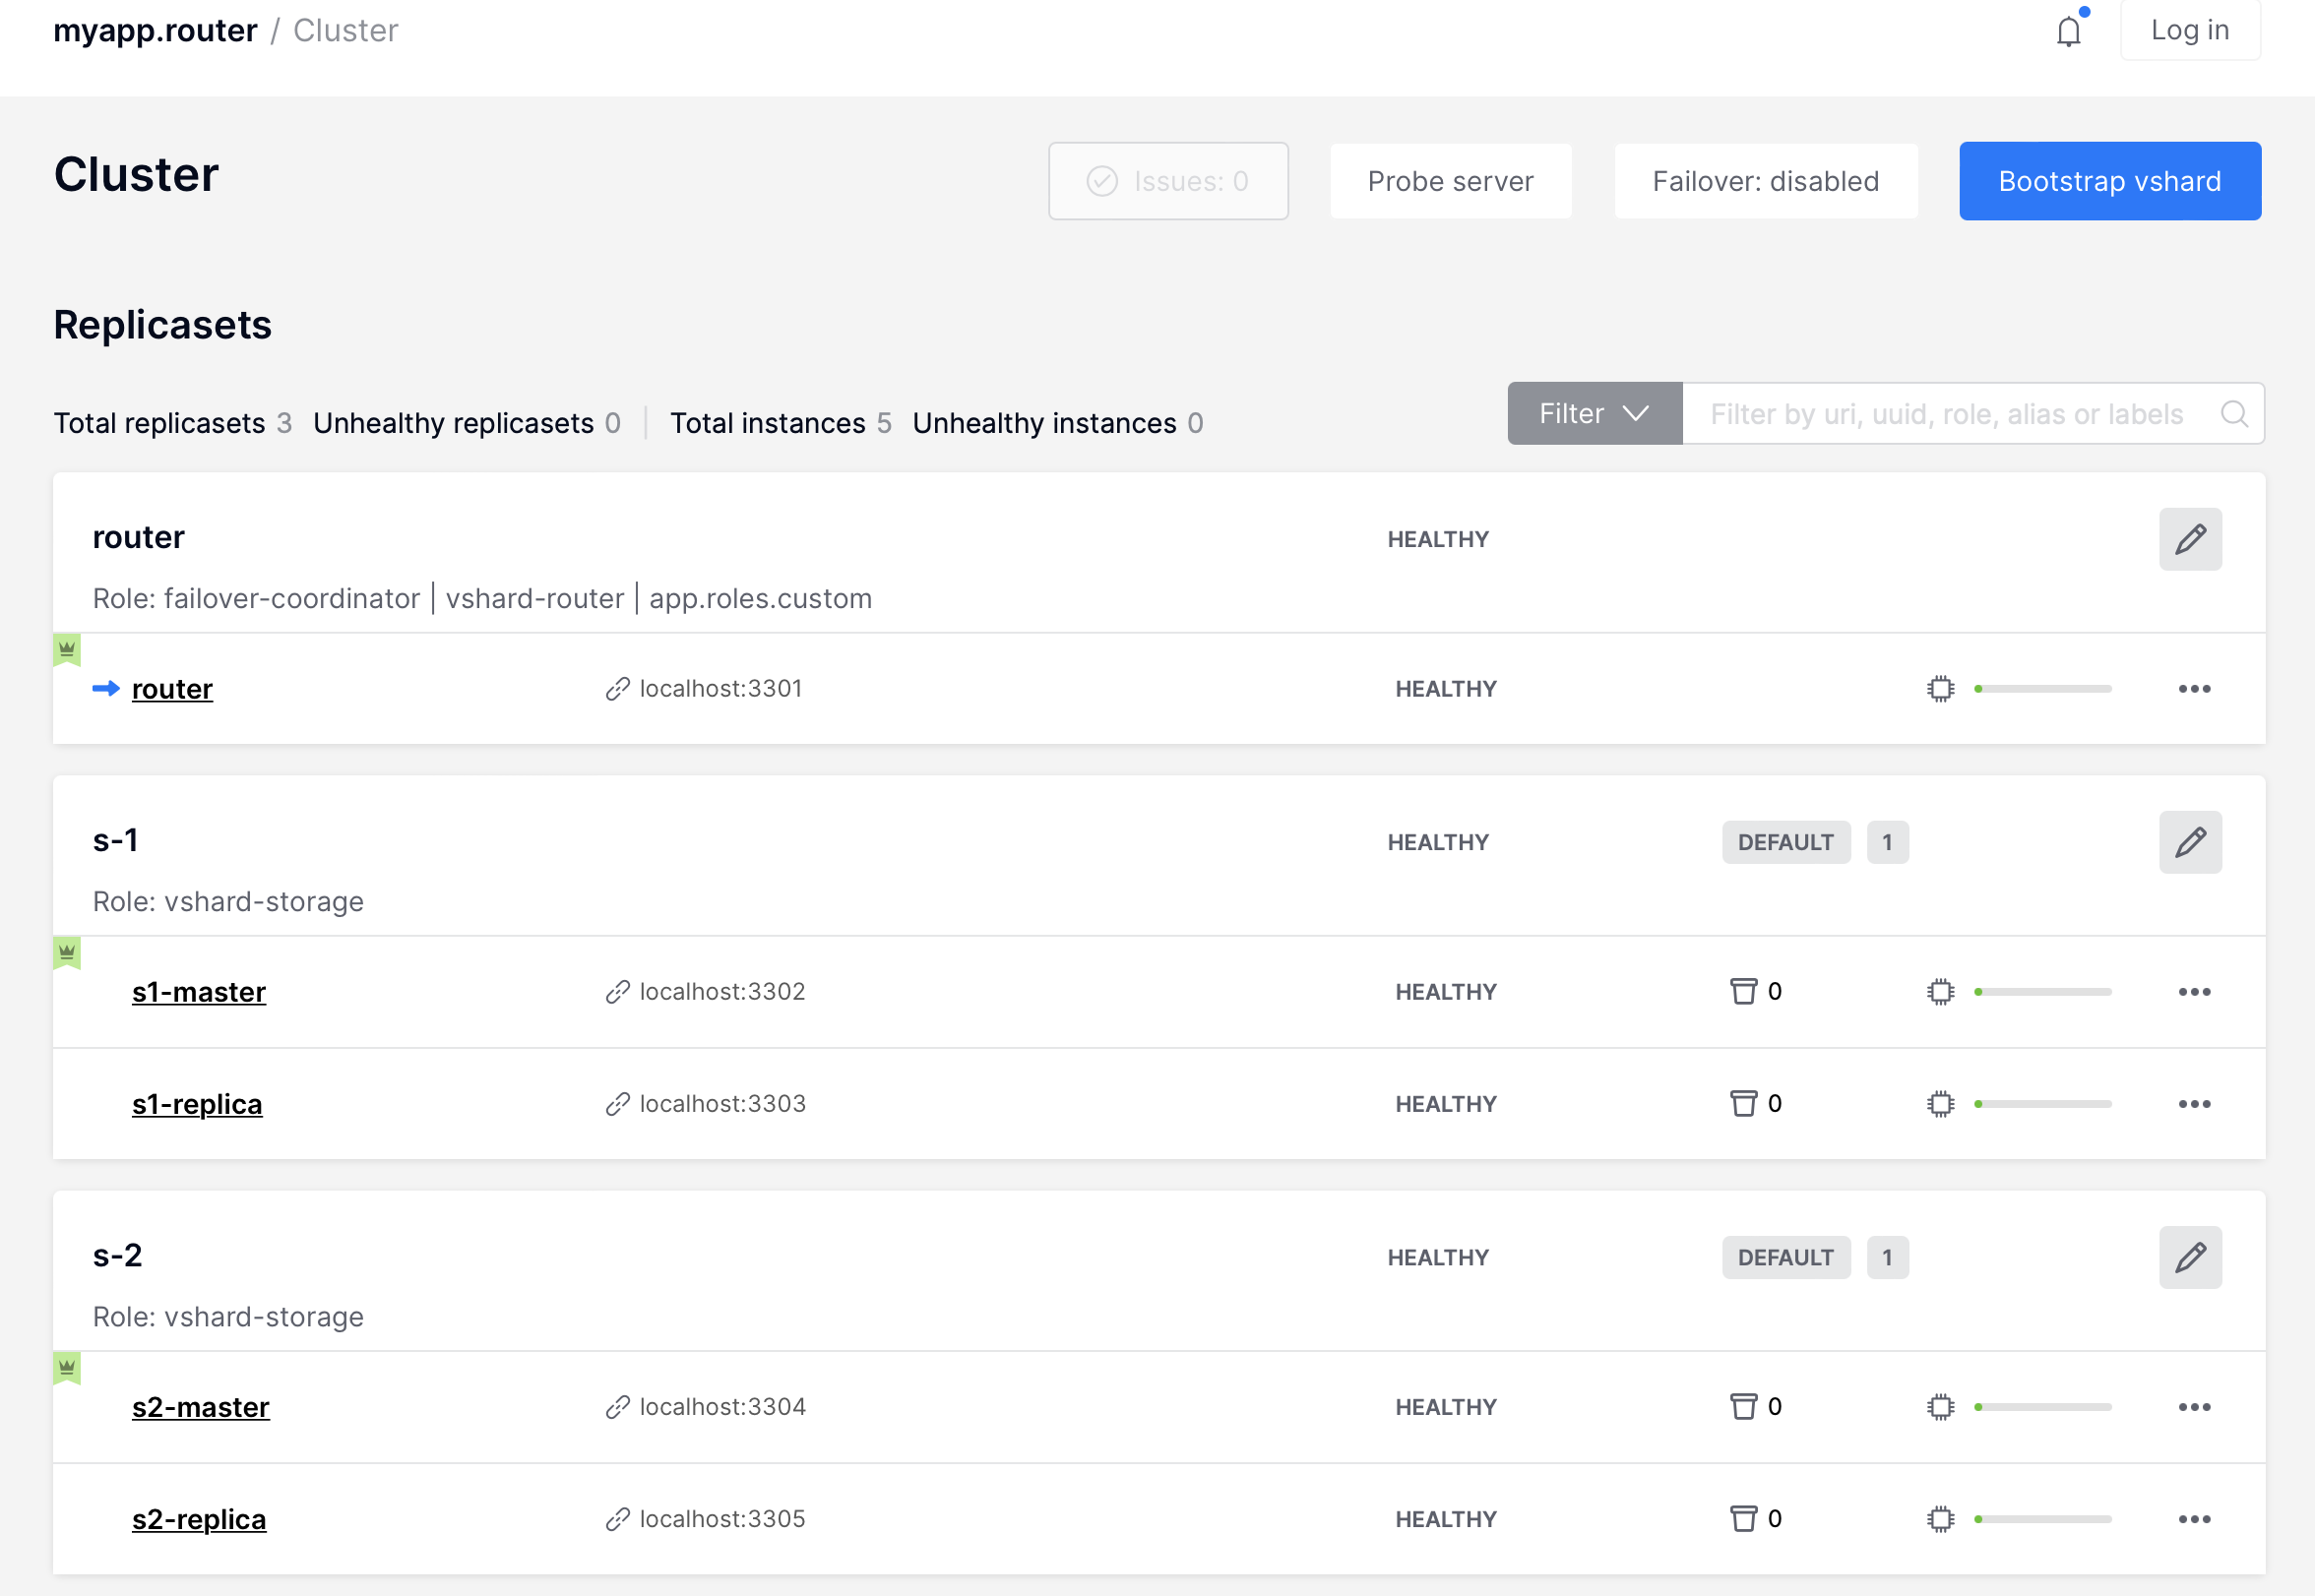 myapp.router / Cluster
Log in
Cluster
Issues: 0
Probe server
Failover: disabled
Bootstrap vshard
Replicasets
Total replicasets 3 Unhealthy replicasets 0 | Total instances 5 Unhealthy instances 0
Filter
Filter by uri, uuid, role, alias or labels
router
HEALTHY
Role: failover-coordinator | vshard-router | app.roles.custom
router
localhost:3301
HEALTHY
s-1
HEALTHY
DEFAULT
1
Role: vshard-storage
s1-master
localhost:3302
HEALTHY
0
s1-replica
localhost:3303
HEALTHY
0
s-2
HEALTHY
DEFAULT
1
Role: vshard-storage
s2-master
localhost:3304
HEALTHY
0
s2-replica
localhost:3305
HEALTHY
0